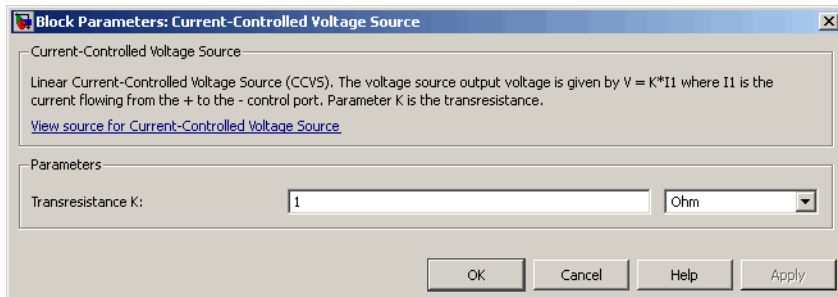 Block Parameters: Current-Controlled Voltage Source
Current-Controlled Voltage Source
Linear Current-Controlled Voltage Source (CCVS). The voltage source output voltage is given by V = K*I1 where I1 is the
current flowing from the + to the - control port. Parameter K is the transresistance.
View source for Current-Controlled Voltage Source
Parameters
Transresistance K: 1 Ohm
OK Cancel Help Apply